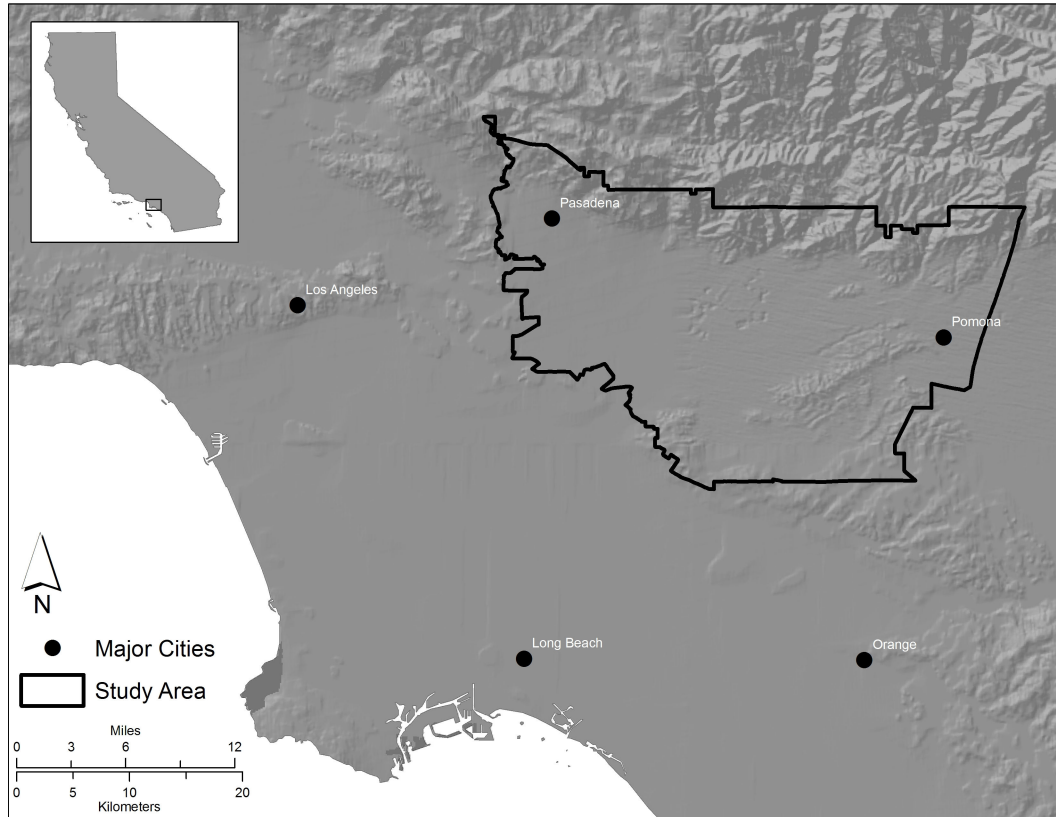 Pasadena
Los Angeles
Pomona
Long Beach
Orange
N
Major Cities
Study Area
Miles
0 3 6 12
0 5 10 20
Kilometers